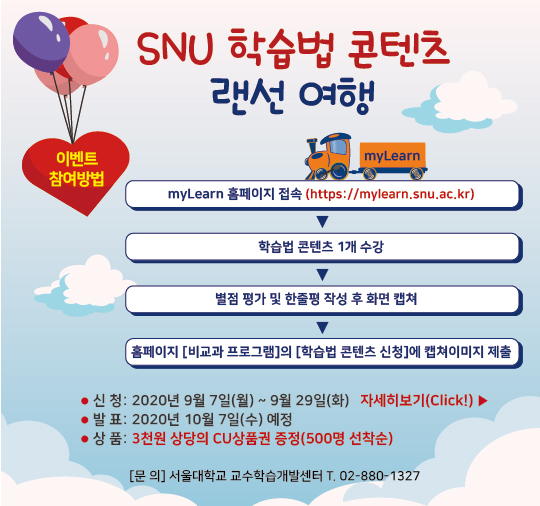 SNU 학습법 콘텐츠
랜선 여행
이벤트
참여방법
myLearn
myLearn 홈페이지 접속 (https://mylearn.snu.ac.kr)
▼
학습법 콘텐츠 1개 수강
▼
별점 평가 및 한줄평 작성 후 화면 캡쳐
▼
홈페이지 [비교과 프로그램]의 [학습법 콘텐츠 신청]에 캡쳐이미지 제출
● 신 청: 2020년 9월 7일(월) ~ 9월 29일(화) 자세히보기(Click!) ▶
● 발 표: 2020년 10월 7일(수) 예정
● 상 품: 3천원 상당의 CU상품권 증정(500명 선착순)
[문 의] 서울대학교 교수학습개발센터 T. 02-880-1327